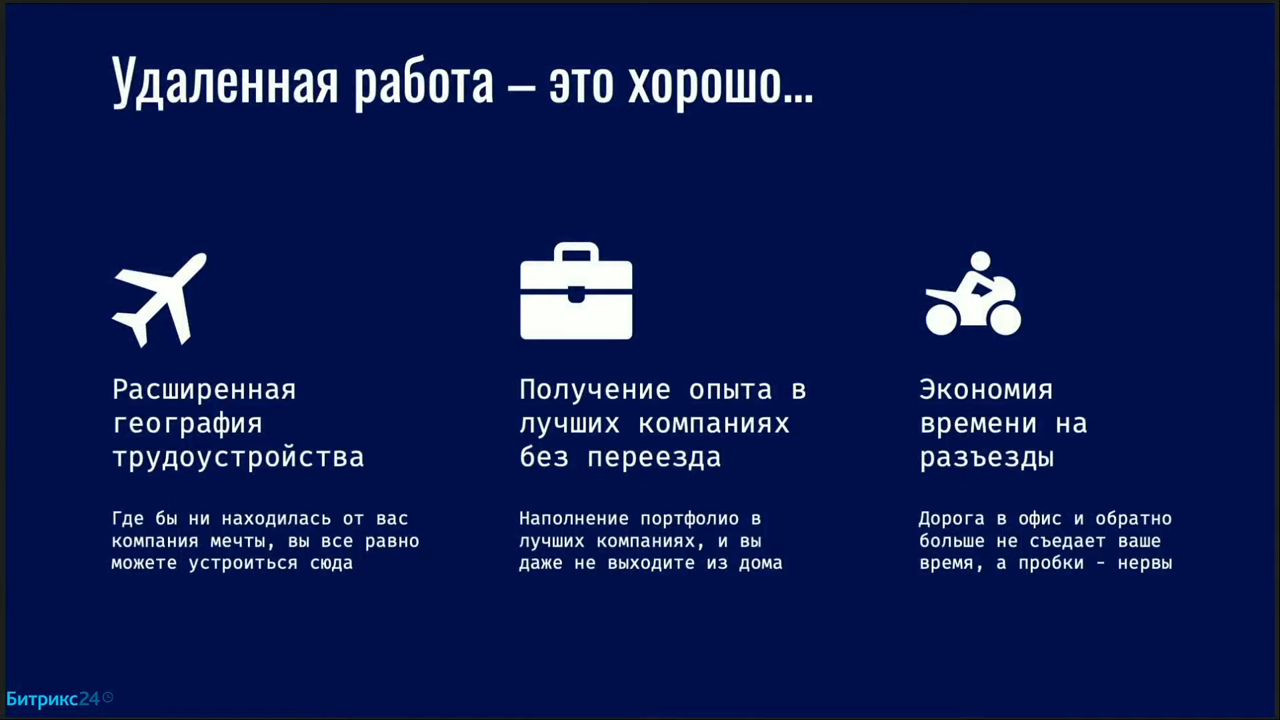 Удаленная работа – это хорошо...
Расширенная
география
трудоустройства
Где бы ни находилась от вас
компания мечты, вы все равно
можете устроиться сюда
Получение опыта в
лучших компаниях
без переезда
Наполнение портфолио в
лучших компаниях, и вы
даже не выходите из дома
Экономия
времени на
разъезды
Дорога в офис и обратно
больше не съедает ваше
время, а пробки - нервы
Битрикс24